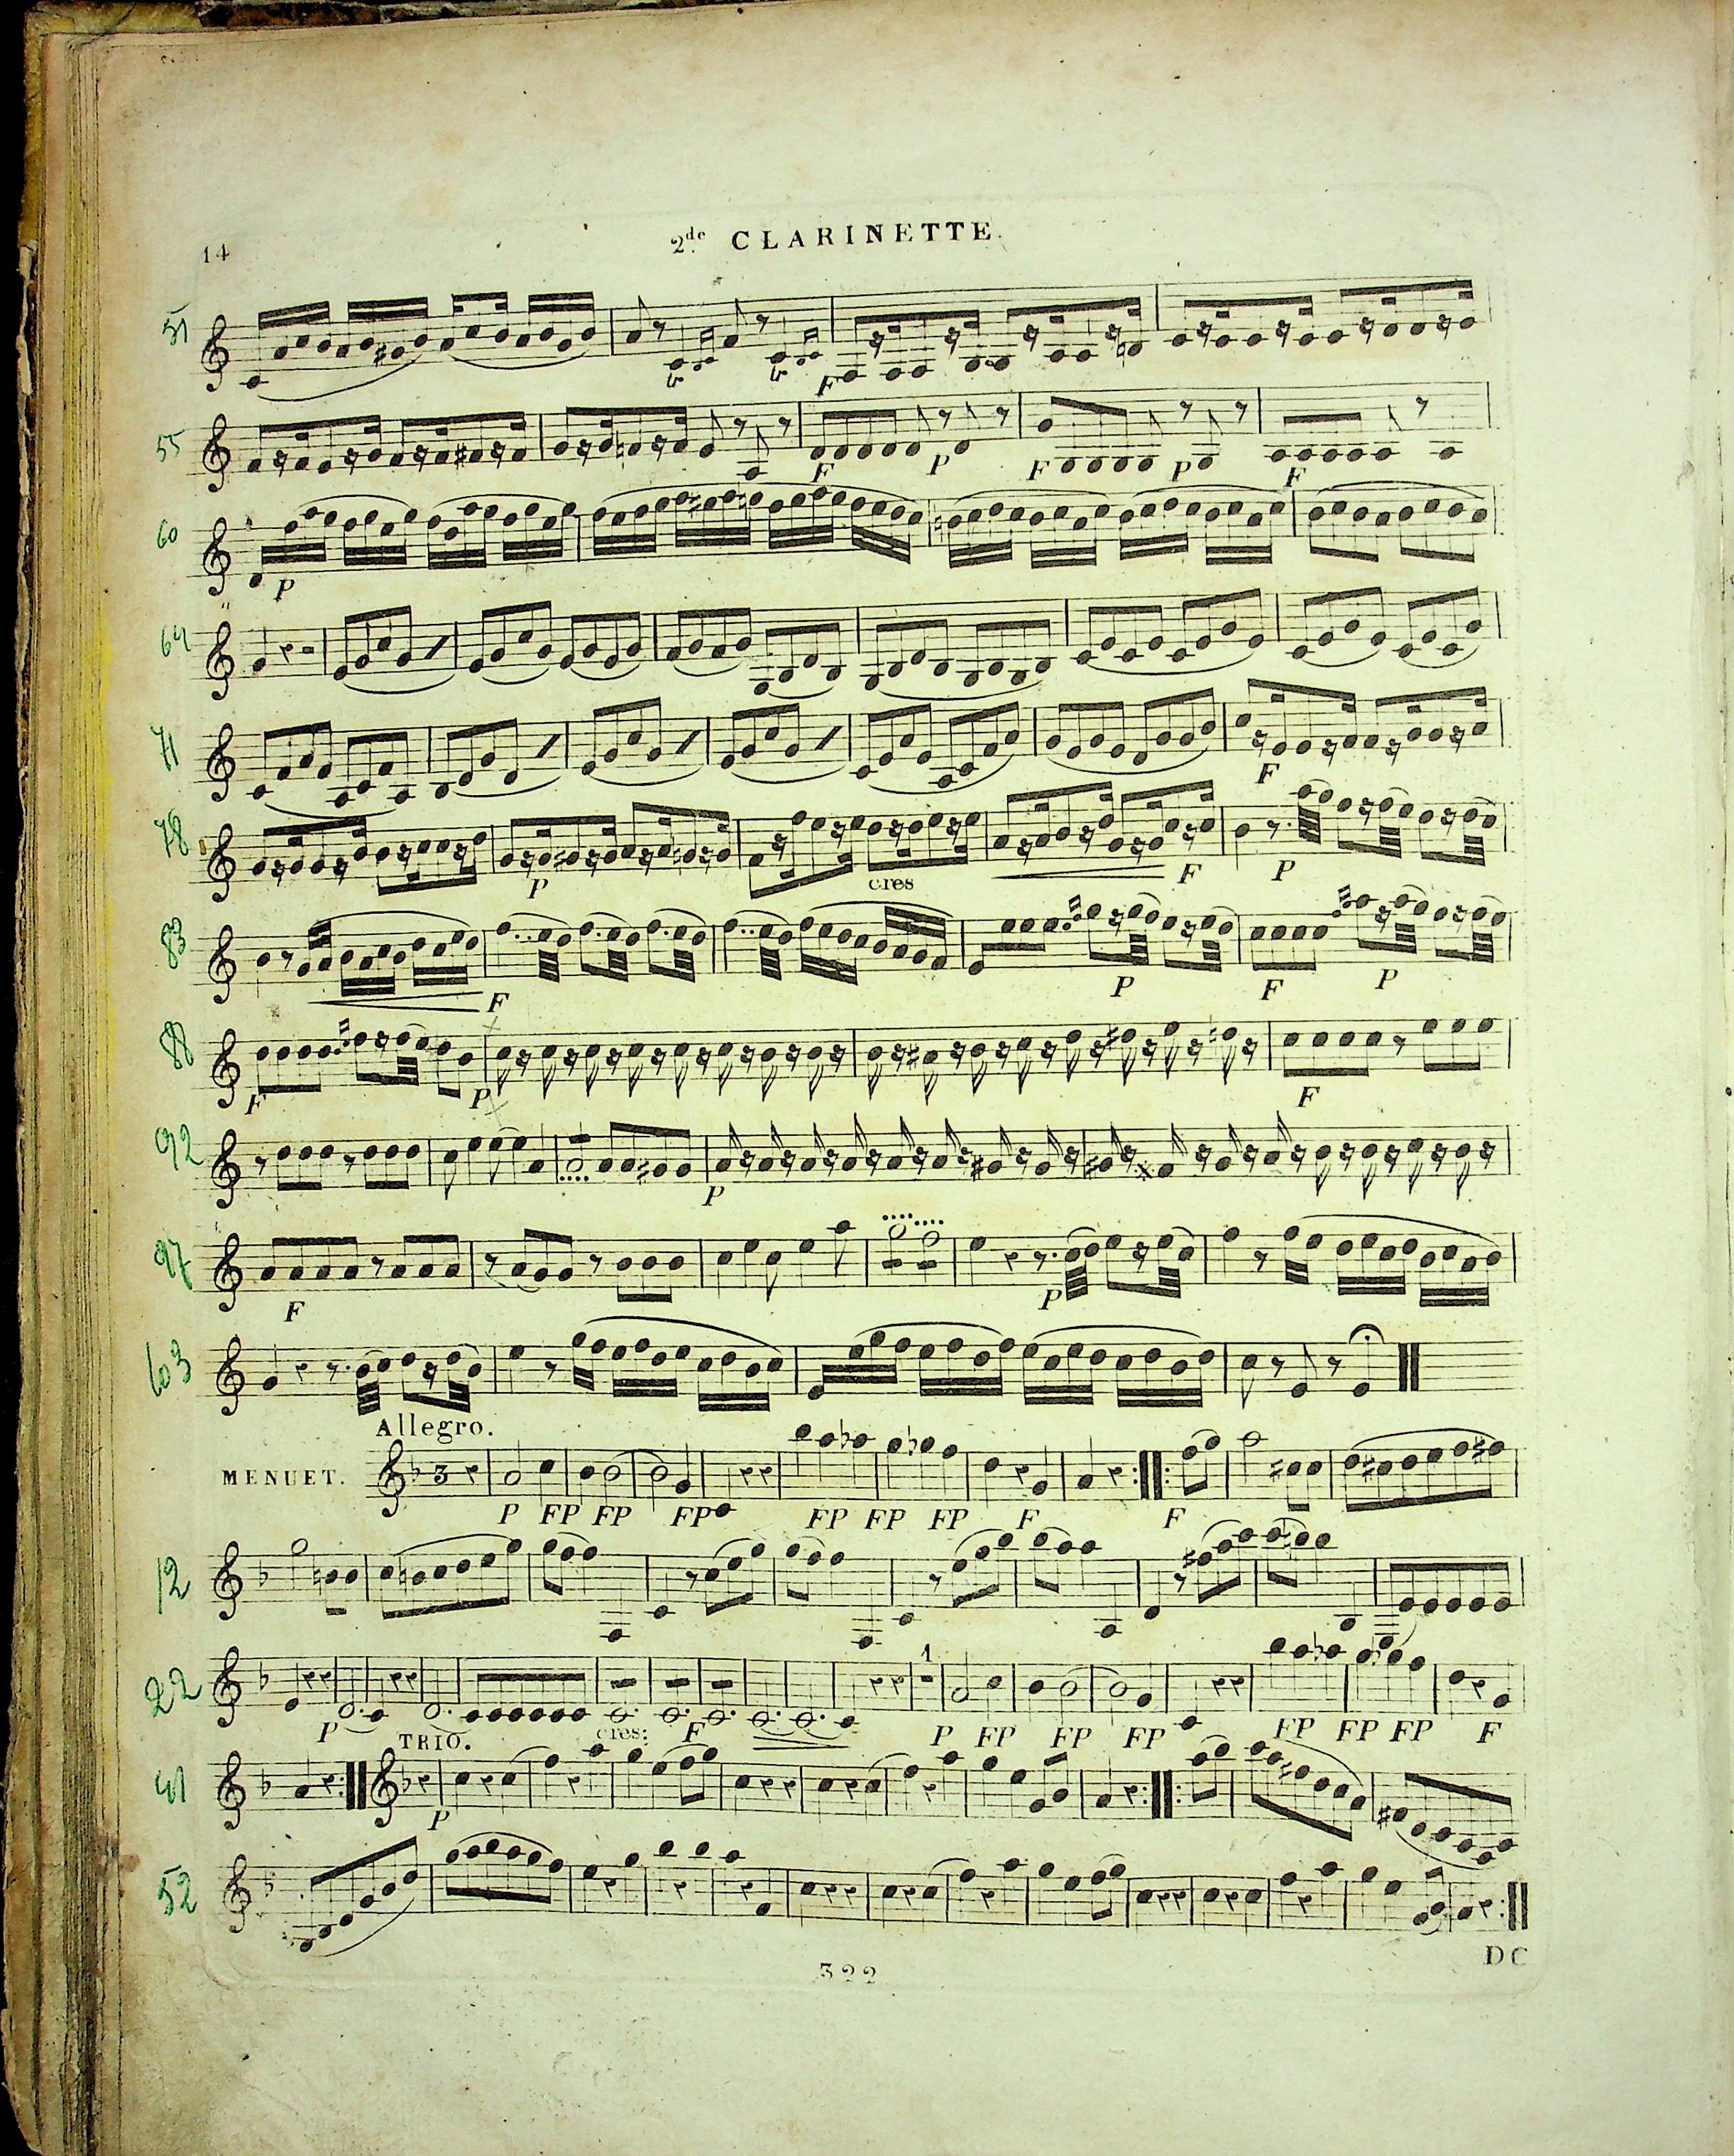 14
2de CLARINETTE.
51
tr tr F
55
F P F P F
60
P
64
71
F
78
P cres F P
83
F P F P
88
F P F
92
P
97
F P
103
Allegro.
MENUET. 3
P FP FP FP FP FP FP F F
12
22
1
P cres: F P FP FP FP FP FP FP F
TRIO.
41
P
52
DC
322